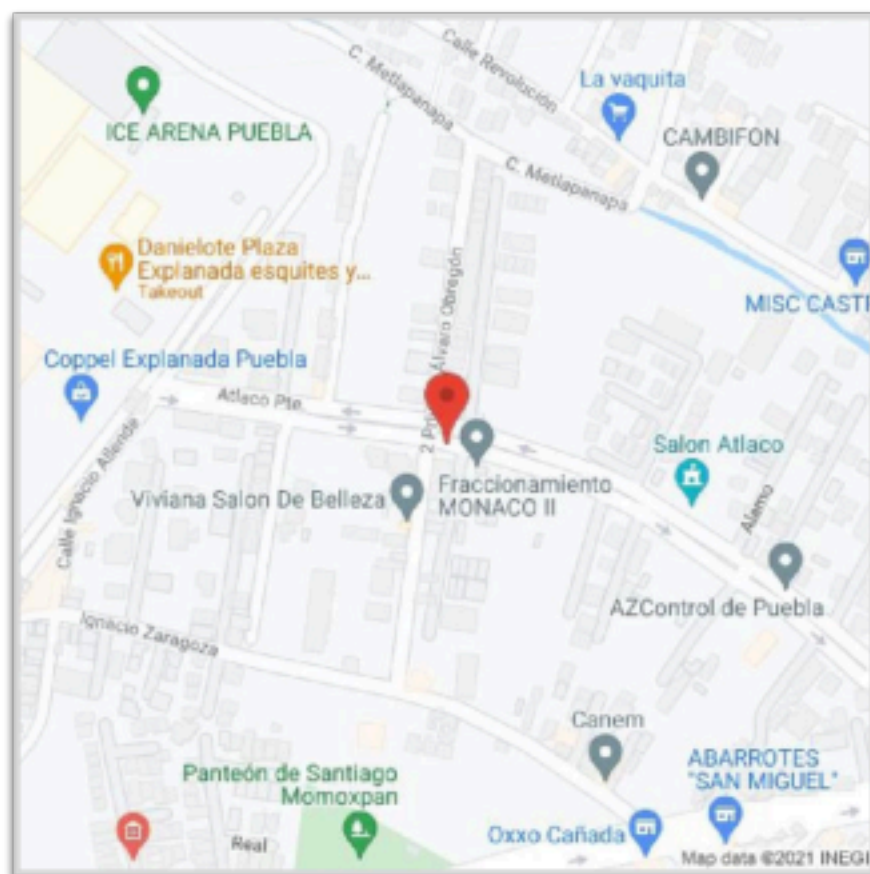 C. Metlapanapa
Calle Revolución
La vaquita
CAMBIFON
ICE ARENA PUEBLA
C. Metlapanapa
Danielote Plaza
Explanada esquites y...
Takeout
Álvaro Obregón
MISC CAST
Coppel Explanada Puebla
Atlaco Pte.
Calle Ignacio Allende
Salon Atlaco
Viviana Salon De Belleza
Fraccionamiento
MONACO II
Alamo
AZControl de Puebla
Ignacio Zaragoza
Canem
Panteón de Santiago
Momoxpan
ABARROTES
"SAN MIGUEL"
Real
Oxxo Cañada
Map data ©2021 INEGI